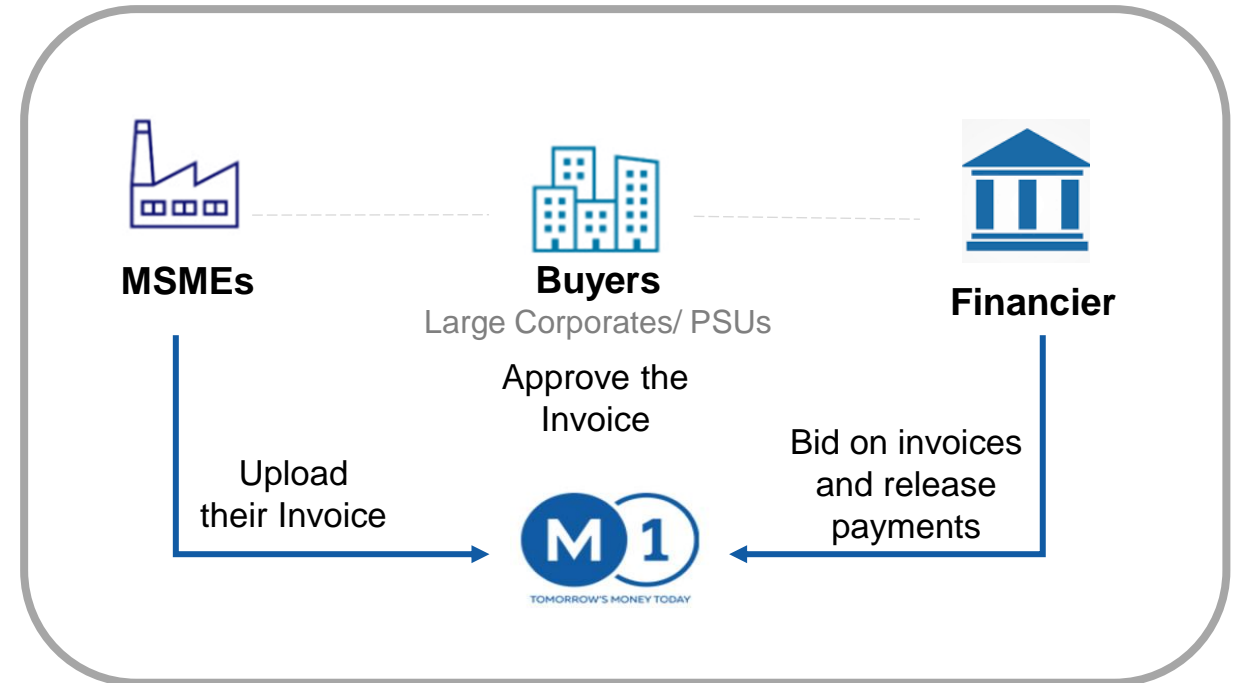 MSMEs
Buyers
Large Corporates/ PSUs
Financier
Approve the
Invoice
Upload
their Invoice
Bid on invoices
and release
payments
M 1
TOMORROW'S MONEY TODAY